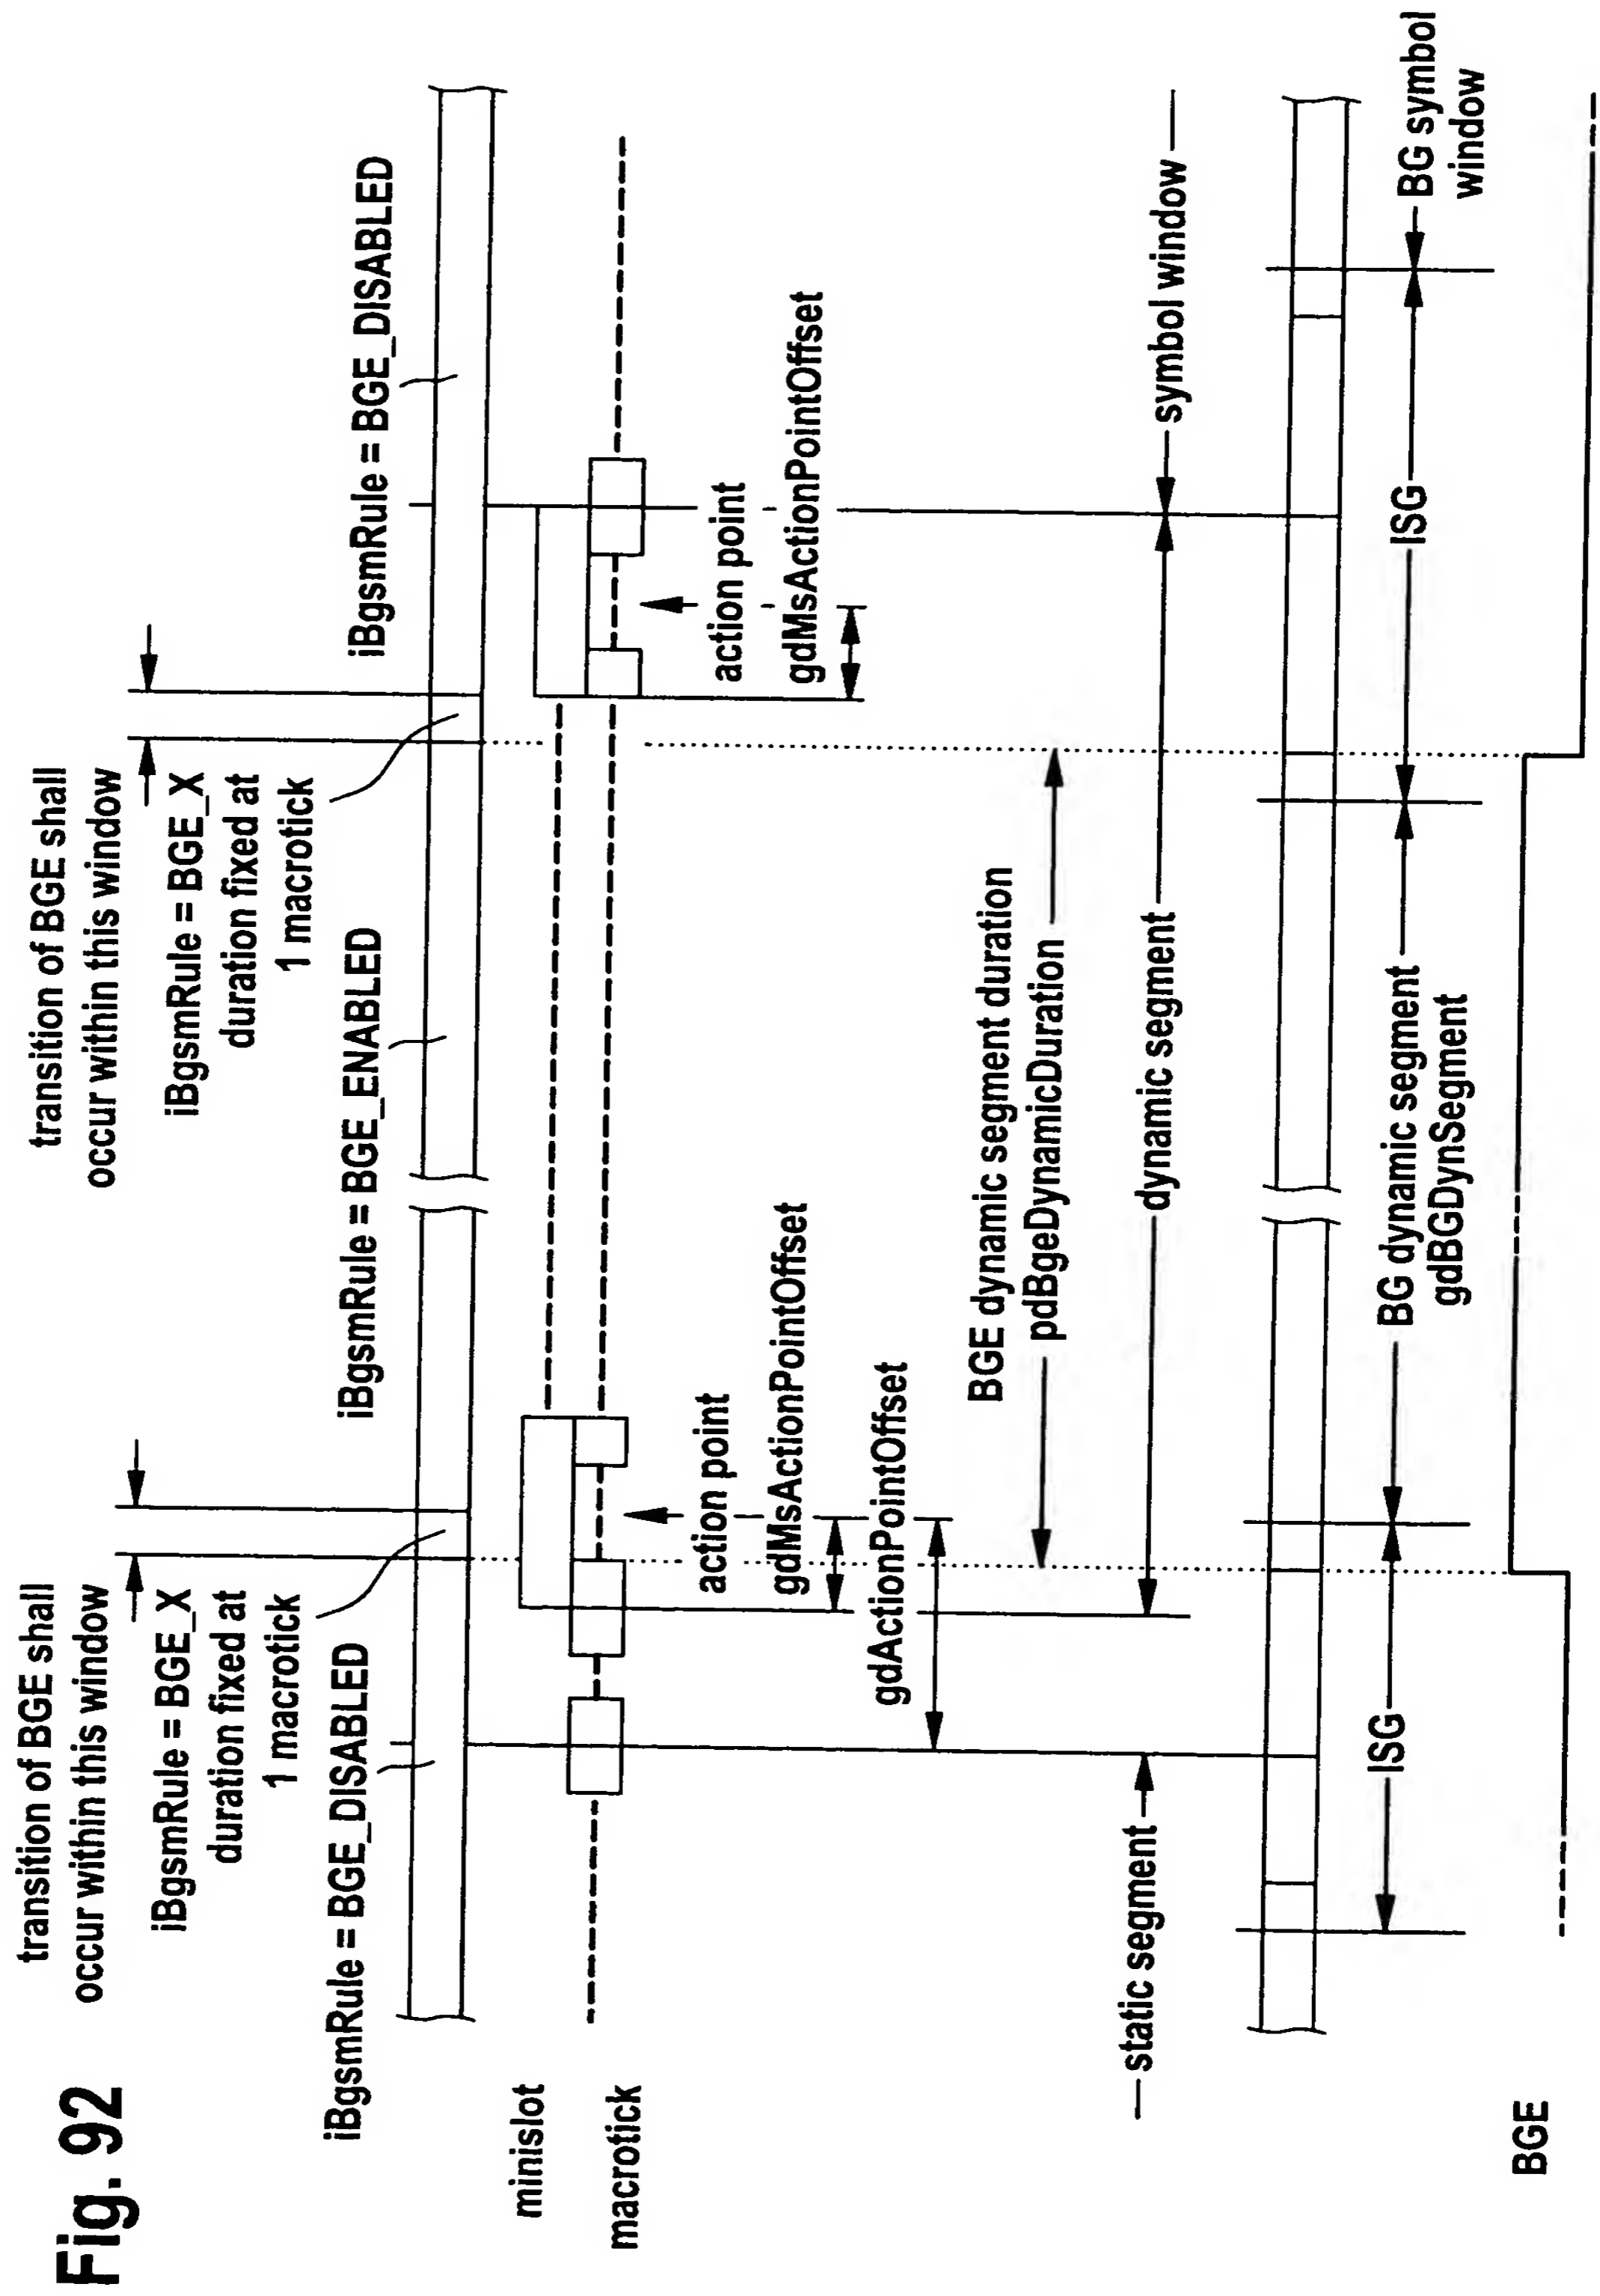 Fig. 92
transition of BGE shall
occur within this window
iBgsmRule = BGE_X
duration fixed at
1 macrotick
transition of BGE shall
occur within this window
iBgsmRule = BGE_X
duration fixed at
1 macrotick
iBgsmRule = BGE_DISABLED
iBgsmRule = BGE_ENABLED
iBgsmRule = BGE_DISABLED
minislot
macrotick
action point
gdMsActionPointOffset
gdActionPointOffset
action point
gdMsActionPointOffset
BGE dynamic segment duration
pdBgeDynamicDuration
static segment
dynamic segment
symbol window
ISG
BG dynamic segment
gdBGDynSegment
ISG
BG symbol
window
BGE